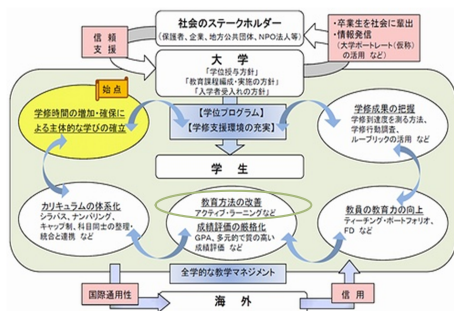 社会のステークホルダー
(保護者、企業、地方公共団体、NPO法人等)
信頼
支援
・卒業生を社会に輩出
・情報発信
(大学ポートレート(仮称)
の活用 など)
大 学
「学位授与方針」
「教育課程編成・実施の方針」
「入学者受入れの方針」
始点
学修時間の増加・確保に
よる主体的な学びの確立
【学位プログラム】
【学修支援環境の充実】
学修成果の把握
学修到達度を測る方法、
学修行動調査、
ルーブリックの活用 など
学 生
カリキュラムの体系化
シラバス、ナンバリング、
キャップ制、科目同士の整理・
統合と連携 など
教育方法の改善
アクティブ・ラーニングなど
成績評価の厳格化
GPA、多元的で質の高い
成績評価 など
教員の教育力の向上
ティーチング・ポートフォリオ、
FD など
全学的な教学マネジメント
国際通用性
海 外
信用